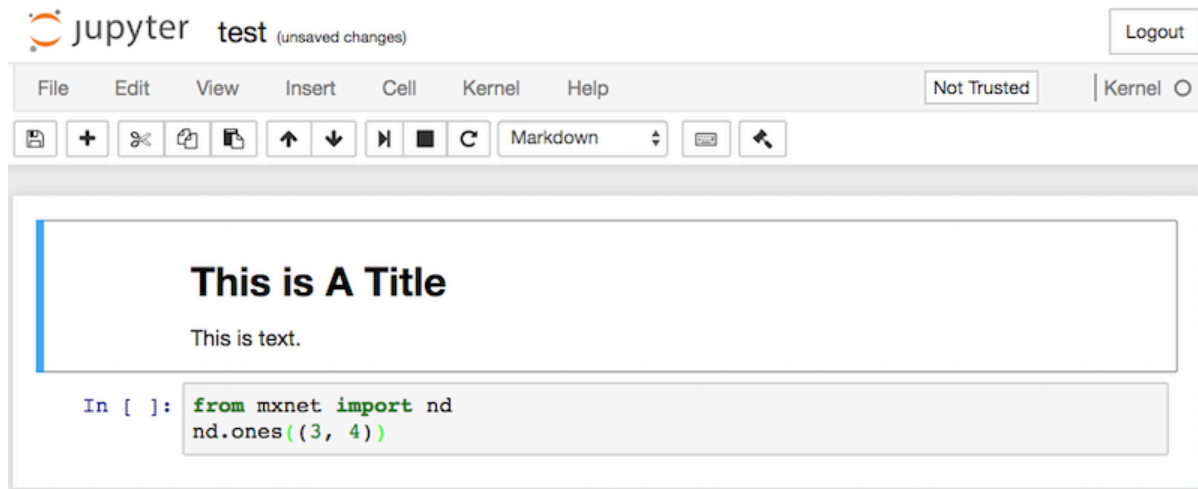 jupyter test (unsaved changes) Logout
File Edit View Insert Cell Kernel Help Not Trusted Kernel
Markdown
This is A Title
This is text.
In [ ]: from mxnet import nd
nd.ones((3, 4))